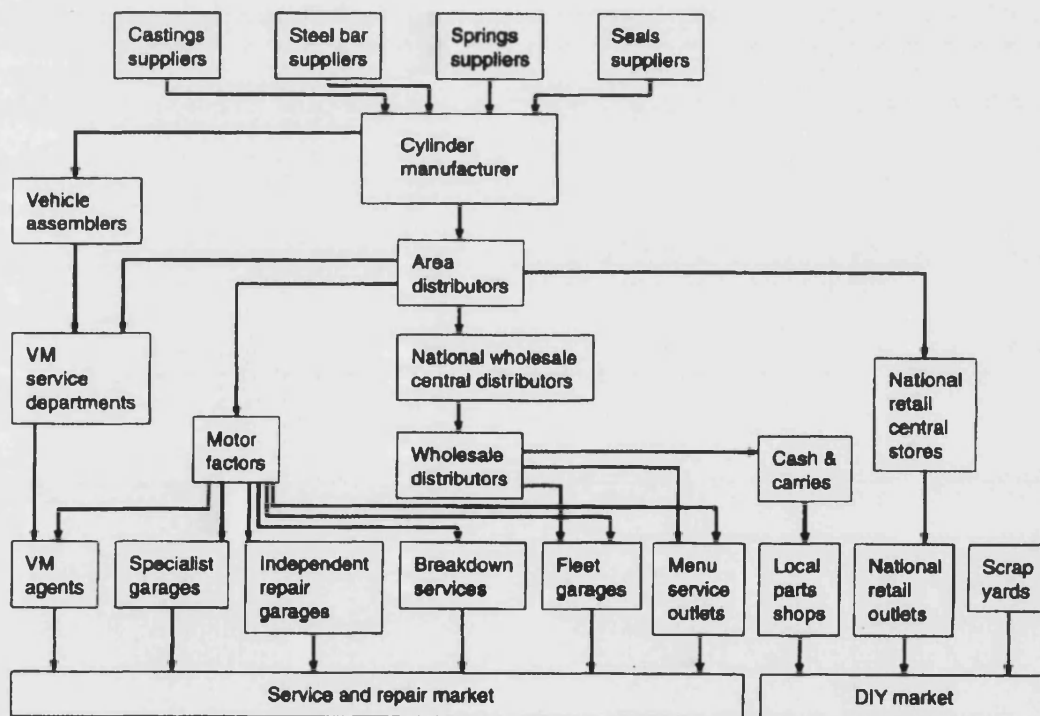 Castings
suppliers
Steel bar
suppliers
Springs
suppliers
Seals
suppliers
Cylinder
manufacturer
Vehicle
assemblers
Area
distributors
VM
service
departments
National wholesale
central distributors
National
retail
central
stores
Motor
factors
Wholesale
distributors
Cash &
carries
VM
agents
Specialist
garages
Independent
repair
garages
Breakdown
services
Fleet
garages
Menu
service
outlets
Local
parts
shops
National
retail
outlets
Scrap
yards
Service and repair market
DIY market